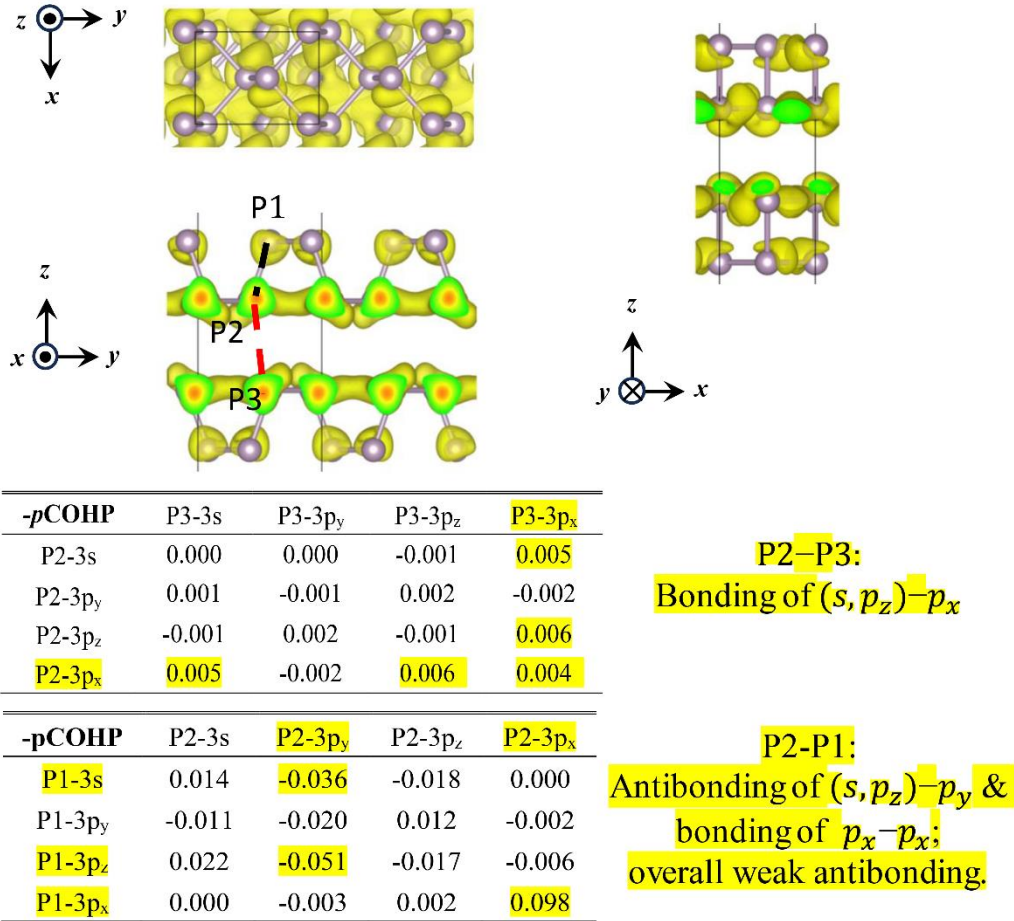 z y
x
P1
z
P2
x y
P3
z
y x
-pCOHP P3-3s P3-3py P3-3pz P3-3px
P2-3s 0.000 0.000 -0.001 0.005
P2-3py 0.001 -0.001 0.002 -0.002
P2-3pz -0.001 0.002 -0.001 0.006
P2-3px 0.005 -0.002 0.006 0.004
P2–P3:
Bonding of (s, pz)–px
-pCOHP P2-3s P2-3py P2-3pz P2-3px
P1-3s 0.014 -0.036 -0.018 0.000
P1-3py -0.011 -0.020 0.012 -0.002
P1-3pz 0.022 -0.051 -0.017 -0.006
P1-3px 0.000 -0.003 0.002 0.098
P2-P1:
Antibonding of (s, pz)–py &
bonding of px–px;
overall weak antibonding.